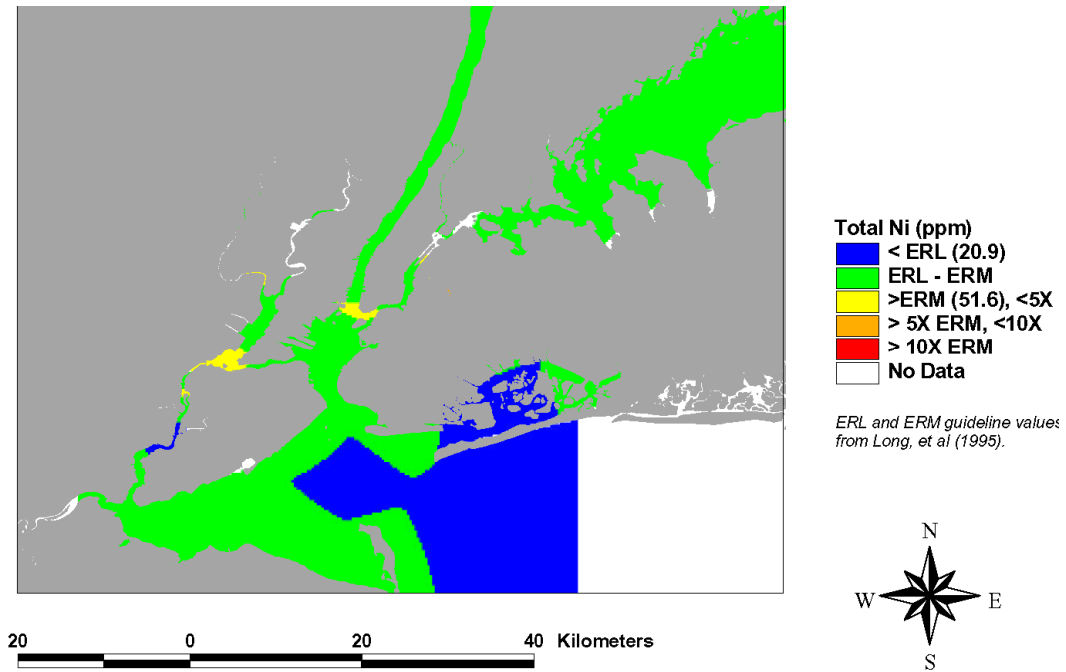 Total Ni (ppm)
< ERL (20.9)
ERL - ERM
>ERM (51.6), <5X
> 5X ERM, <10X
> 10X ERM
No Data
ERL and ERM guideline values
from Long, et al (1995).
N
W E
S
20 0 20 40 Kilometers